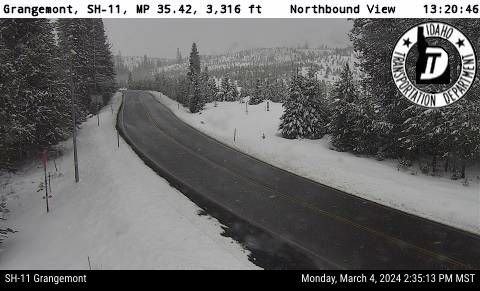 Grangemont, SH-11, MP 35.42, 3,316 ft Northbound View 13:20:46
IDAHO
TRANSPORTATION DEPARTMENT
SH-11 Grangemont Monday, March 4, 2024 2:35:13 PM MST